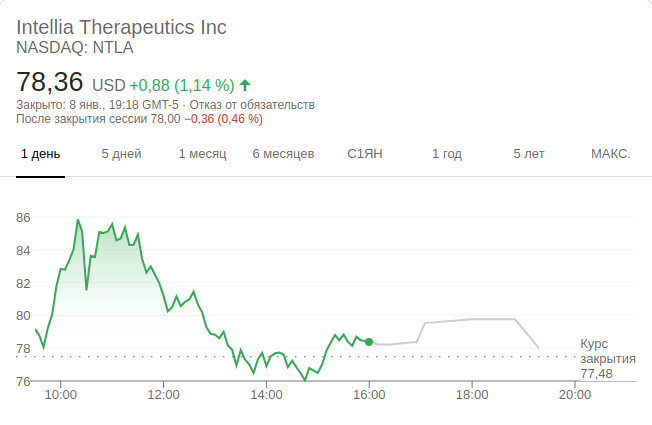 Intellia Therapeutics Inc
NASDAQ: NTLA
78,36 USD +0,88 (1,14 %)
Закрыто: 8 янв., 19:18 GMT-5 · Отказ от обязательств
После закрытия сессии 78,00 −0,36 (0,46 %)
1 день 5 дней 1 месяц 6 месяцев С1ЯН 1 год 5 лет МАКС.
86
84
82
80
78
76
Курс
закрытия
77,48
10:00 12:00 14:00 16:00 18:00 20:00